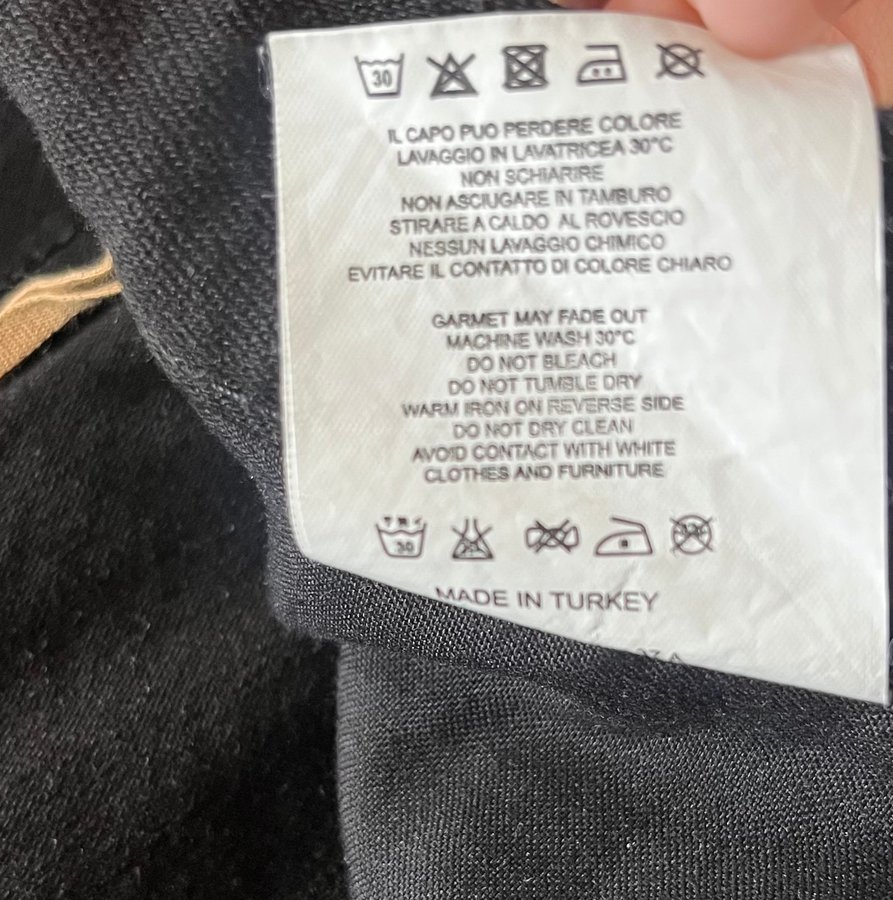 30
IL CAPO PUO PERDERE COLORE
LAVAGGIO IN LAVATRICEA 30°C
NON SCHIARIRE
NON ASCIUGARE IN TAMBURO
STIRARE A CALDO AL ROVESCIO
NESSUN LAVAGGIO CHIMICO
EVITARE IL CONTATTO DI COLORE CHIARO
GARMET MAY FADE OUT
MACHINE WASH 30°C
DO NOT BLEACH
DO NOT TUMBLE DRY
WARM IRON ON REVERSE SIDE
DO NOT DRY CLEAN
AVOID CONTACT WITH WHITE
CLOTHES AND FURNITURE
30
MADE IN TURKEY